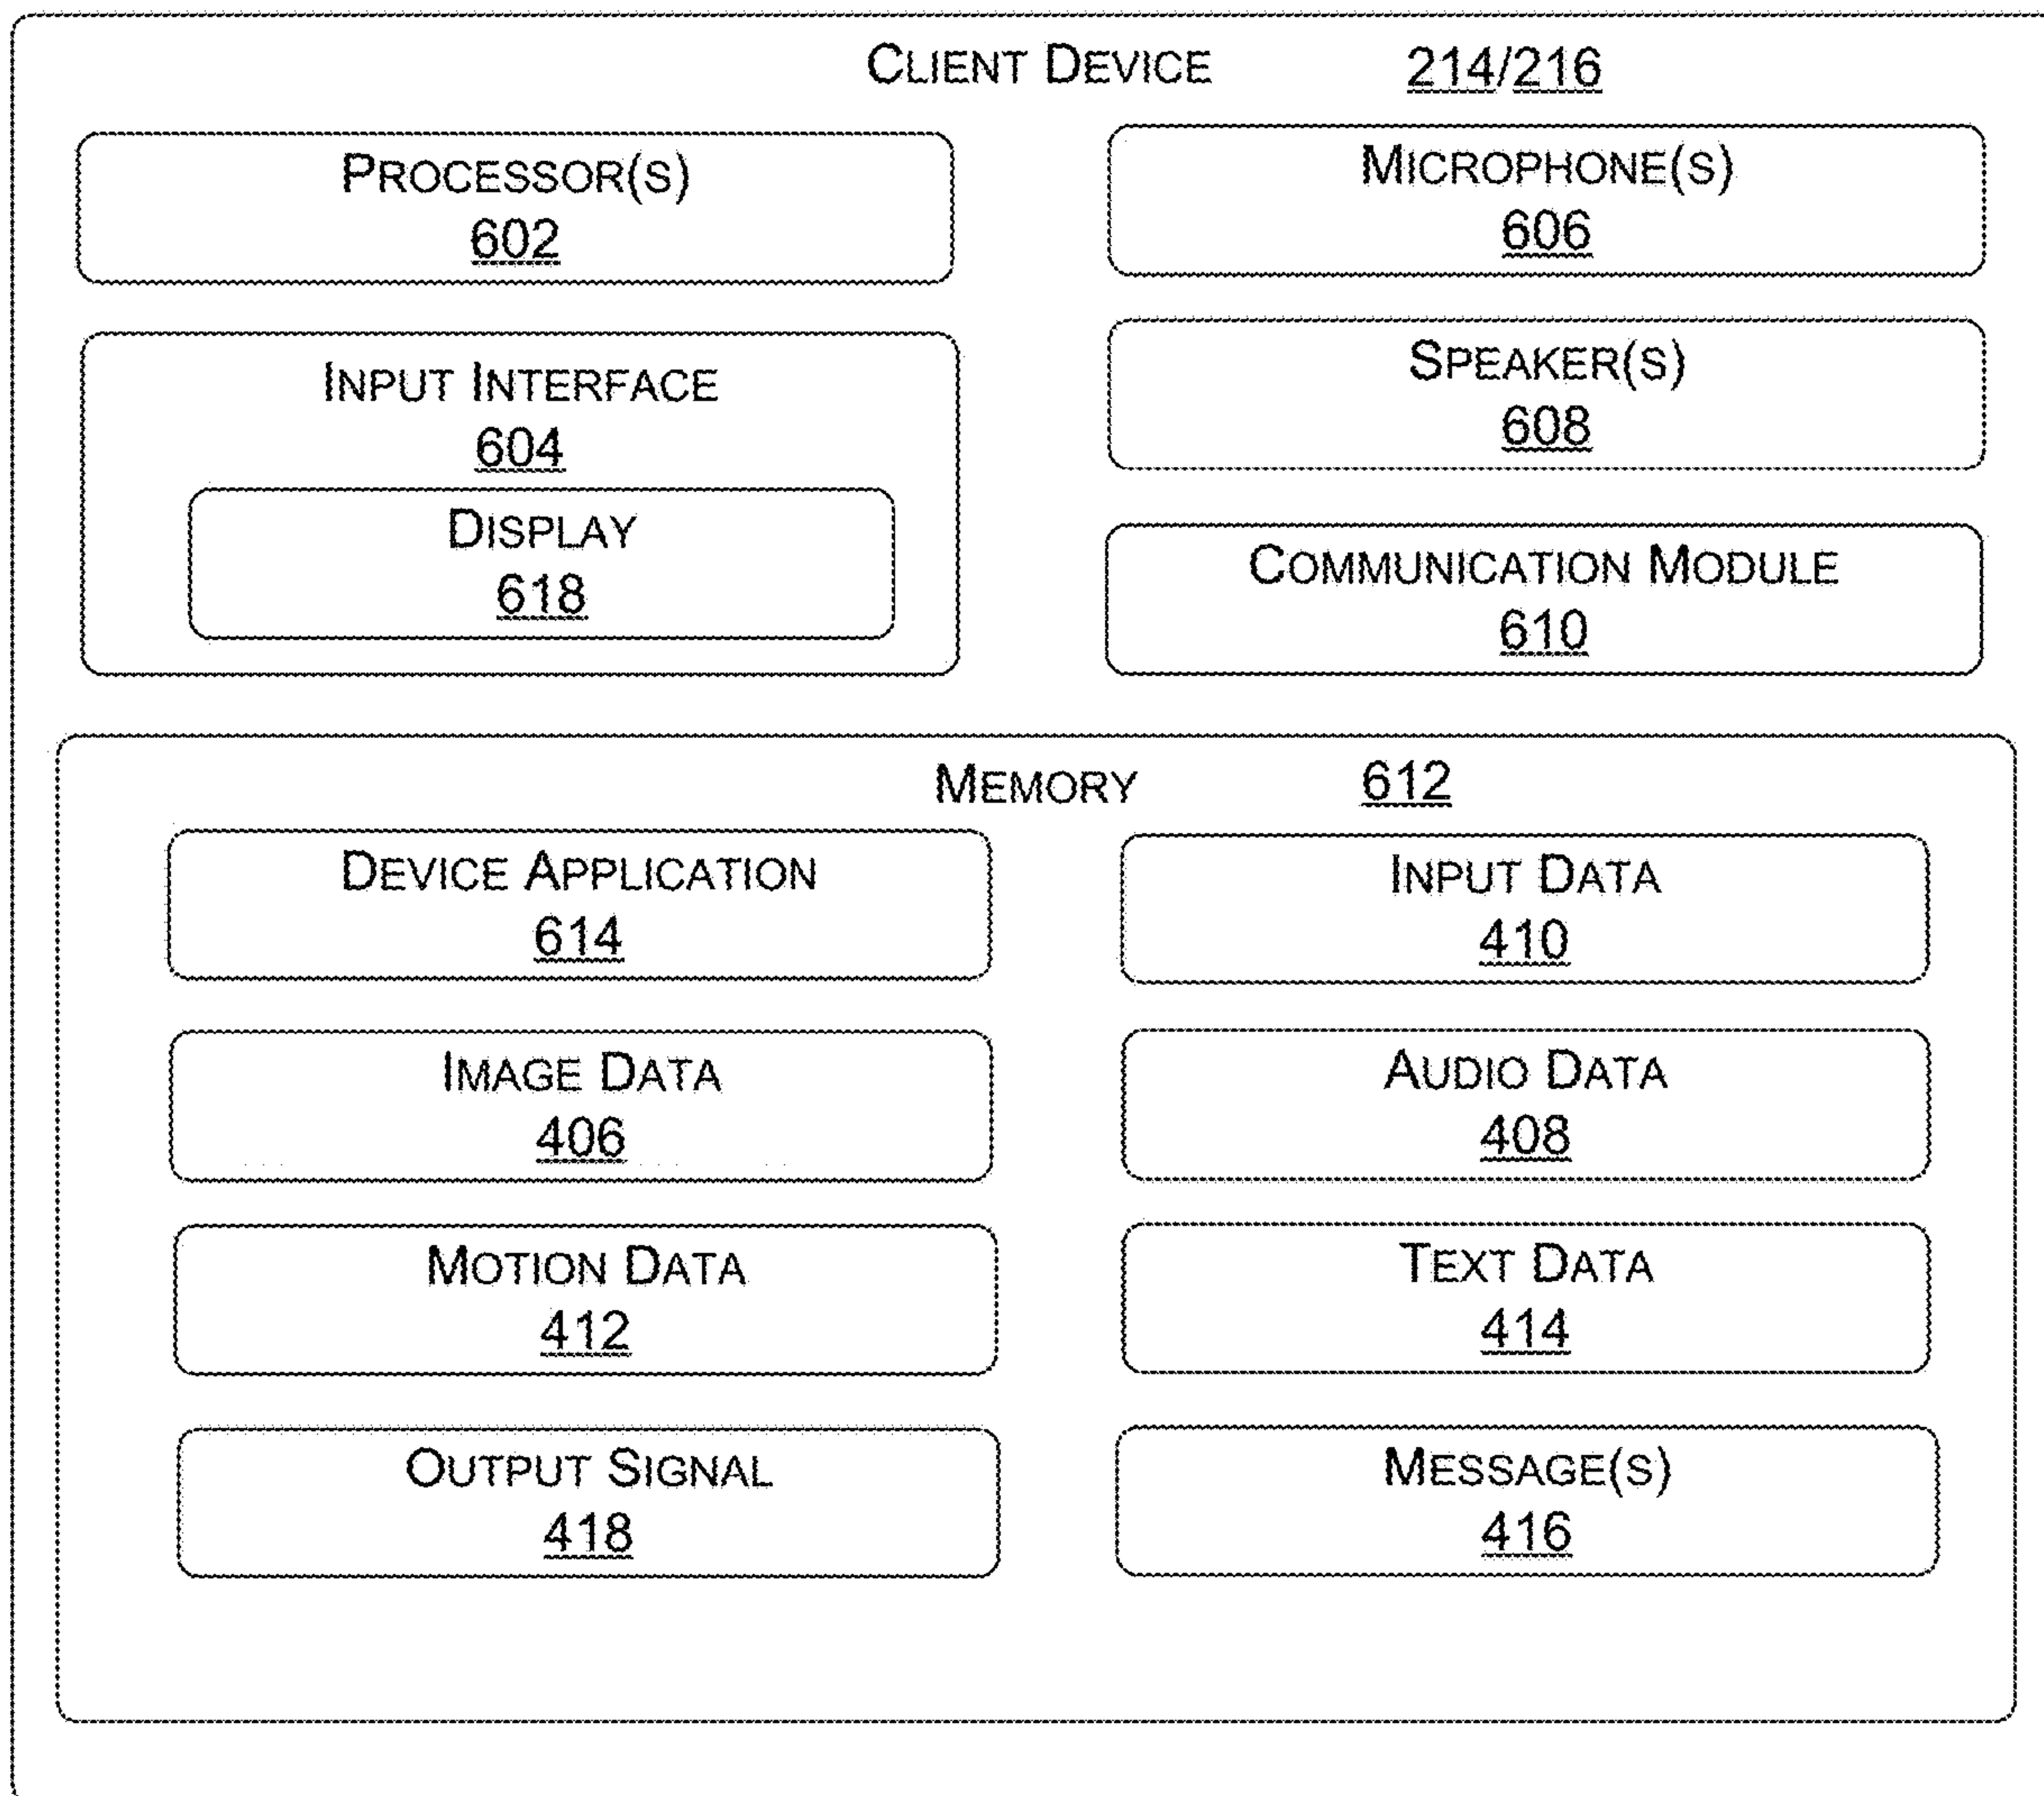 CLIENT DEVICE 214/216
PROCESSOR(S)
602
MICROPHONE(S)
606
INPUT INTERFACE
604
DISPLAY
618
SPEAKER(S)
608
COMMUNICATION MODULE
610
MEMORY 612
DEVICE APPLICATION
614
INPUT DATA
410
IMAGE DATA
406
AUDIO DATA
408
MOTION DATA
412
TEXT DATA
414
OUTPUT SIGNAL
418
MESSAGE(S)
416